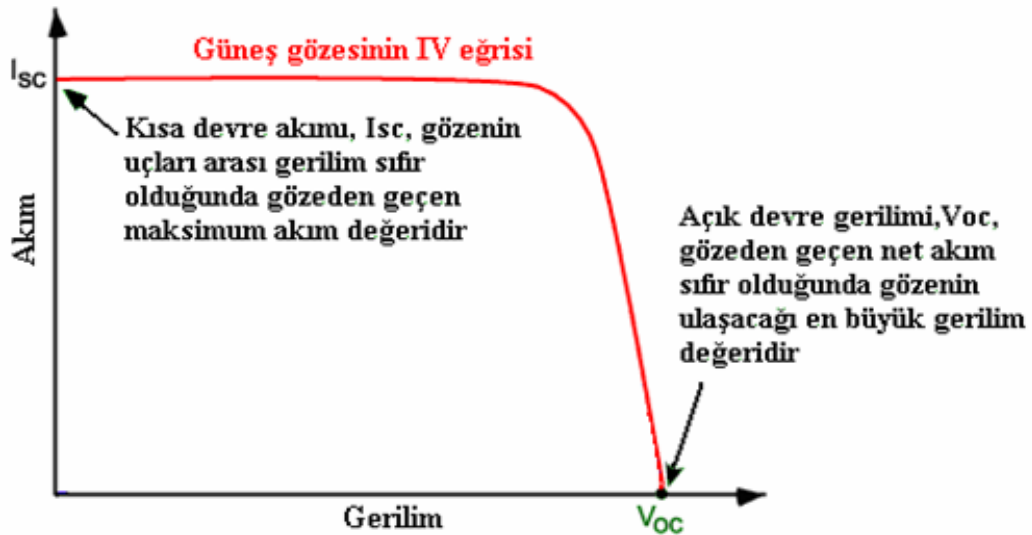 Güneş gözesinin IV eğrisi
ISC
Kısa devre akımı, Isc, gözenin
uçları arası gerilim sıfır
olduğunda gözeden geçen
maksimum akım değeridir
Akım
Açık devre gerilimi,Voc,
gözeden geçen net akım
sıfır olduğunda gözenin
ulaşacağı en büyük gerilim
değeridir
Gerilim
VOC